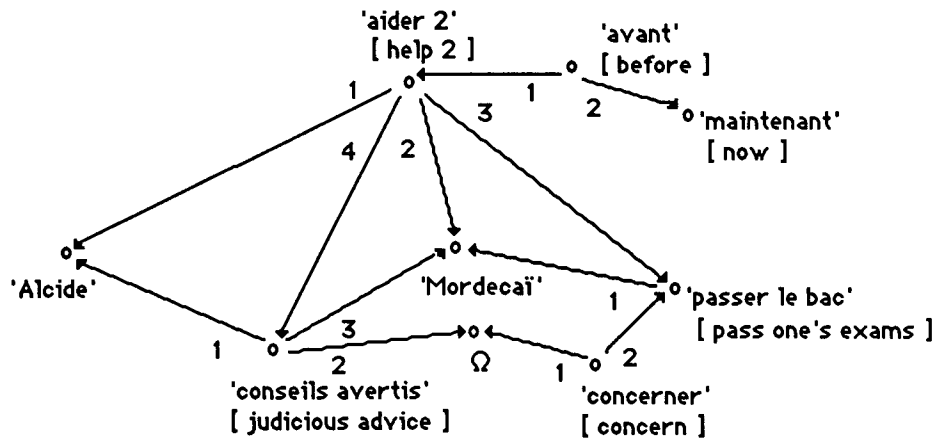 'aider 2'
[ help 2 ]
'avant'
[ before ]
1
1
2
3
'maintenant'
[ now ]
4
2
'Alcide'
'Mordecaï'
1
'passer le bac'
[ pass one's exams ]
1
3
2
Ω
1
2
'conseils avertis'
[ judicious advice ]
'concerner'
[ concern ]